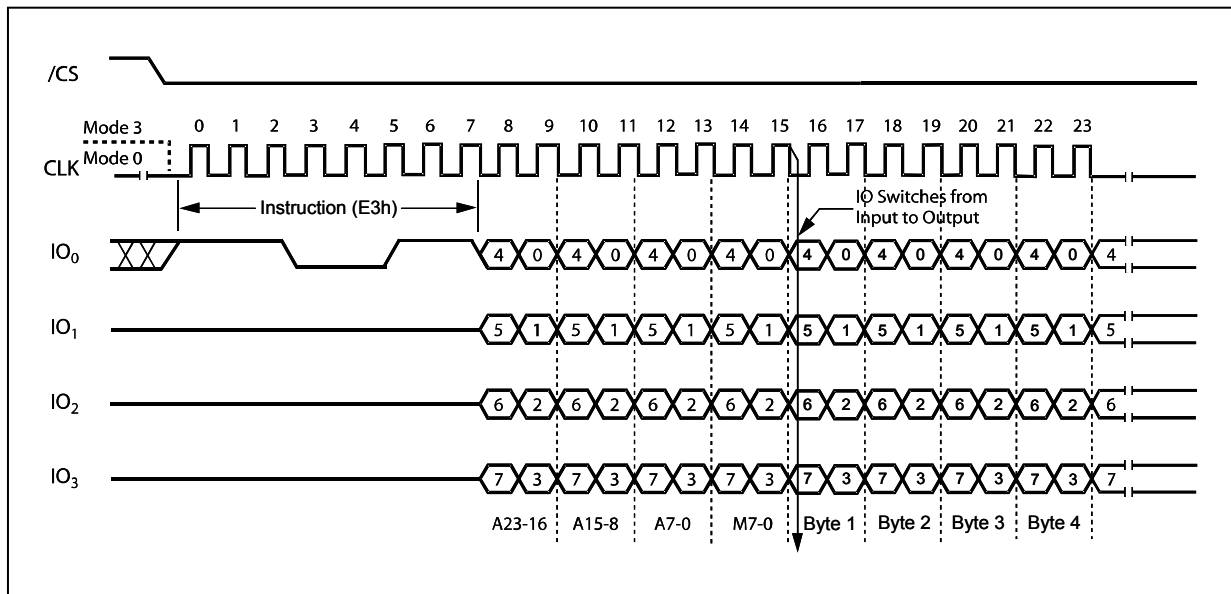 /CS
Mode 3
0 1 2 3 4 5 6 7 8 9 10 11 12 13 14 15 16 17 18 19 20 21 22 23
Mode 0
CLK
Instruction (E3h)
IO Switches from
Input to Output
IO0 4 0 4 0 4 0 4 0 4 0 4 0 4 0 4 0 4
IO1 5 1 5 1 5 1 5 1 5 1 5 1 5 1 5 1 5
IO2 6 2 6 2 6 2 6 2 6 2 6 2 6 2 6 2 6
IO3 7 3 7 3 7 3 7 3 7 3 7 3 7 3 7 3 7
A23-16 A15-8 A7-0 M7-0 Byte 1 Byte 2 Byte 3 Byte 4